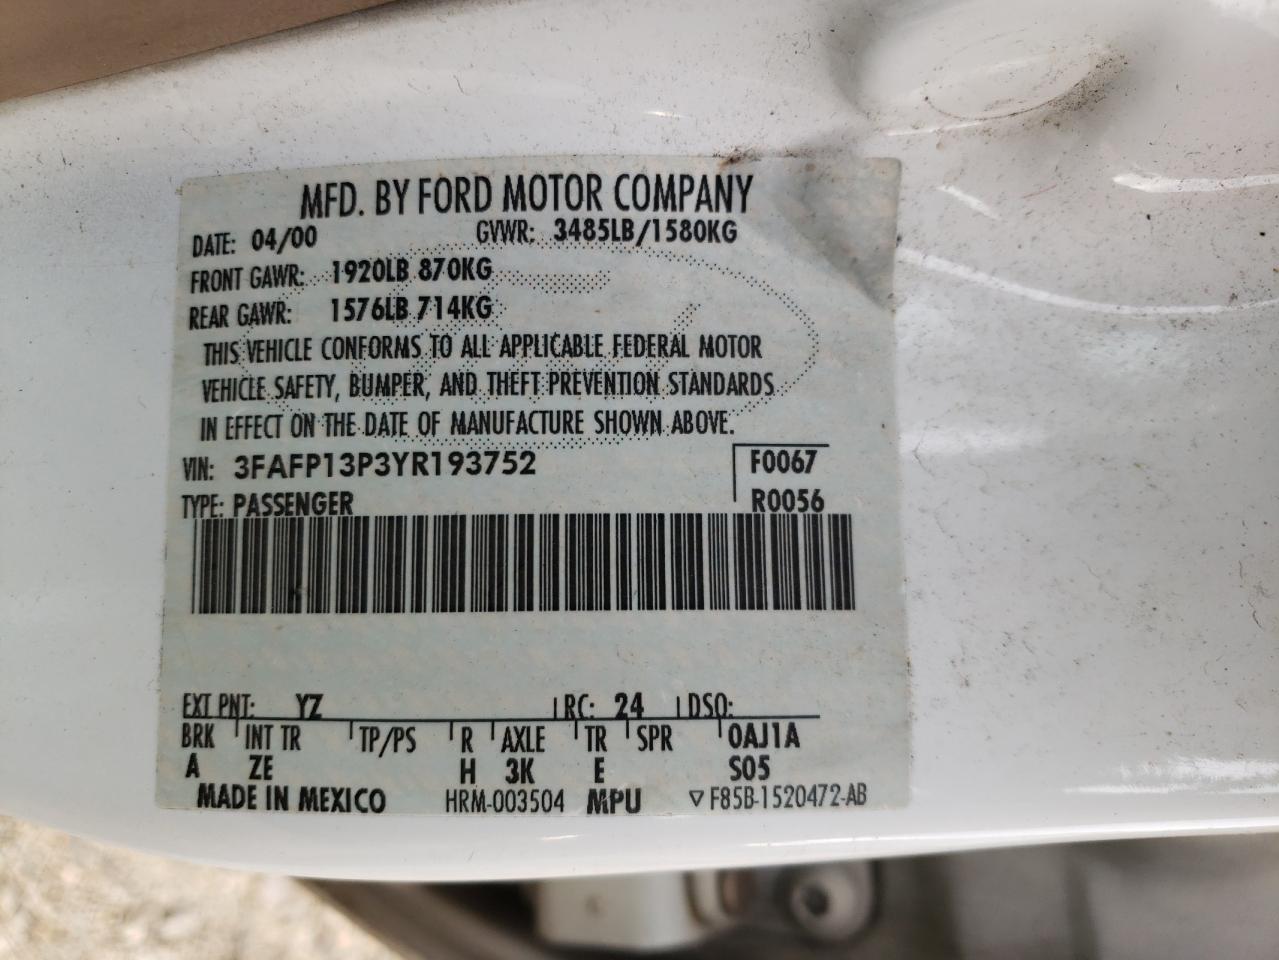 MFD. BY FORD MOTOR COMPANY
DATE: 04/00 GVWR: 3485LB/1580KG
FRONT GAWR: 1920LB 870KG
REAR GAWR: 1576LB 714KG
THIS VEHICLE CONFORMS TO ALL APPLICABLE FEDERAL MOTOR
VEHICLE SAFETY, BUMPER, AND THEFT PREVENTION STANDARDS
IN EFFECT ON THE DATE OF MANUFACTURE SHOWN ABOVE.
VIN: 3FAFP13P3YR193752 F0067
TYPE: PASSENGER R0056
EXT PNT: YZ RC: 24 DSO:
BRK INT TR TP/PS R AXLE TR SPR 0AJ1A
A ZE H 3K E S05
MADE IN MEXICO HRM-003504 MPU ▽ F85B-1520472-AB